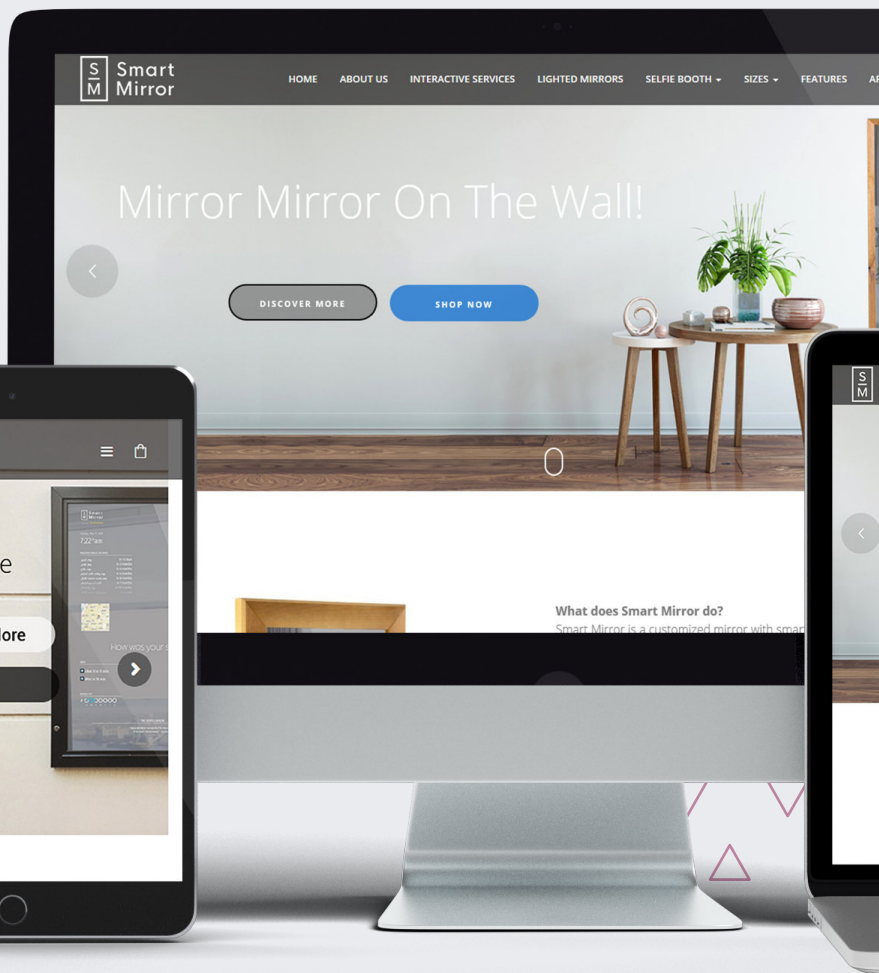 S
M
Smart
Mirror
HOME ABOUT US INTERACTIVE SERVICES LIGHTED MIRRORS SELFIE BOOTH SIZES FEATURES
Mirror Mirror On The Wall!
DISCOVER MORE SHOP NOW
What does Smart Mirror do?
Smart Mirror is a customized mirror with smar
S
M
Smart
Mirror
7:22
How was your s
S
M